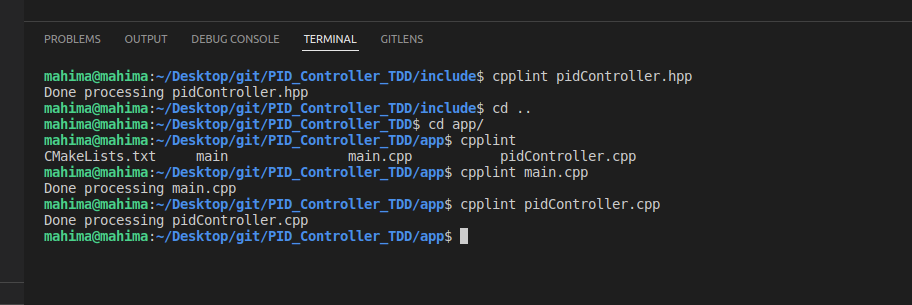 PROBLEMS OUTPUT DEBUG CONSOLE TERMINAL GITLENS
mahima@mahima:~/Desktop/git/PID_Controller_TDD/include$ cpplint pidController.hpp
Done processing pidController.hpp
mahima@mahima:~/Desktop/git/PID_Controller_TDD/include$ cd ..
mahima@mahima:~/Desktop/git/PID_Controller_TDD$ cd app/
mahima@mahima:~/Desktop/git/PID_Controller_TDD/app$ cpplint
CMakeLists.txt main main.cpp pidController.cpp
mahima@mahima:~/Desktop/git/PID_Controller_TDD/app$ cpplint main.cpp
Done processing main.cpp
mahima@mahima:~/Desktop/git/PID_Controller_TDD/app$ cpplint pidController.cpp
Done processing pidController.cpp
mahima@mahima:~/Desktop/git/PID_Controller_TDD/app$